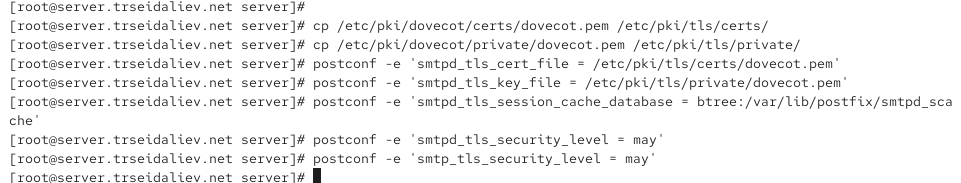 [root@server.trseidaliev.net server]#
[root@server.trseidaliev.net server]# cp /etc/pki/dovecot/certs/dovecot.pem /etc/pki/tls/certs/
[root@server.trseidaliev.net server]# cp /etc/pki/dovecot/private/dovecot.pem /etc/pki/tls/private/
[root@server.trseidaliev.net server]# postconf -e 'smtpd_tls_cert_file = /etc/pki/tls/certs/dovecot.pem'
[root@server.trseidaliev.net server]# postconf -e 'smtpd_tls_key_file = /etc/pki/tls/private/dovecot.pem'
[root@server.trseidaliev.net server]# postconf -e 'smtpd_tls_session_cache_database = btree:/var/lib/postfix/smtpd_sca
che'
[root@server.trseidaliev.net server]# postconf -e 'smtpd_tls_security_level = may'
[root@server.trseidaliev.net server]# postconf -e 'smtp_tls_security_level = may'
[root@server.trseidaliev.net server]#